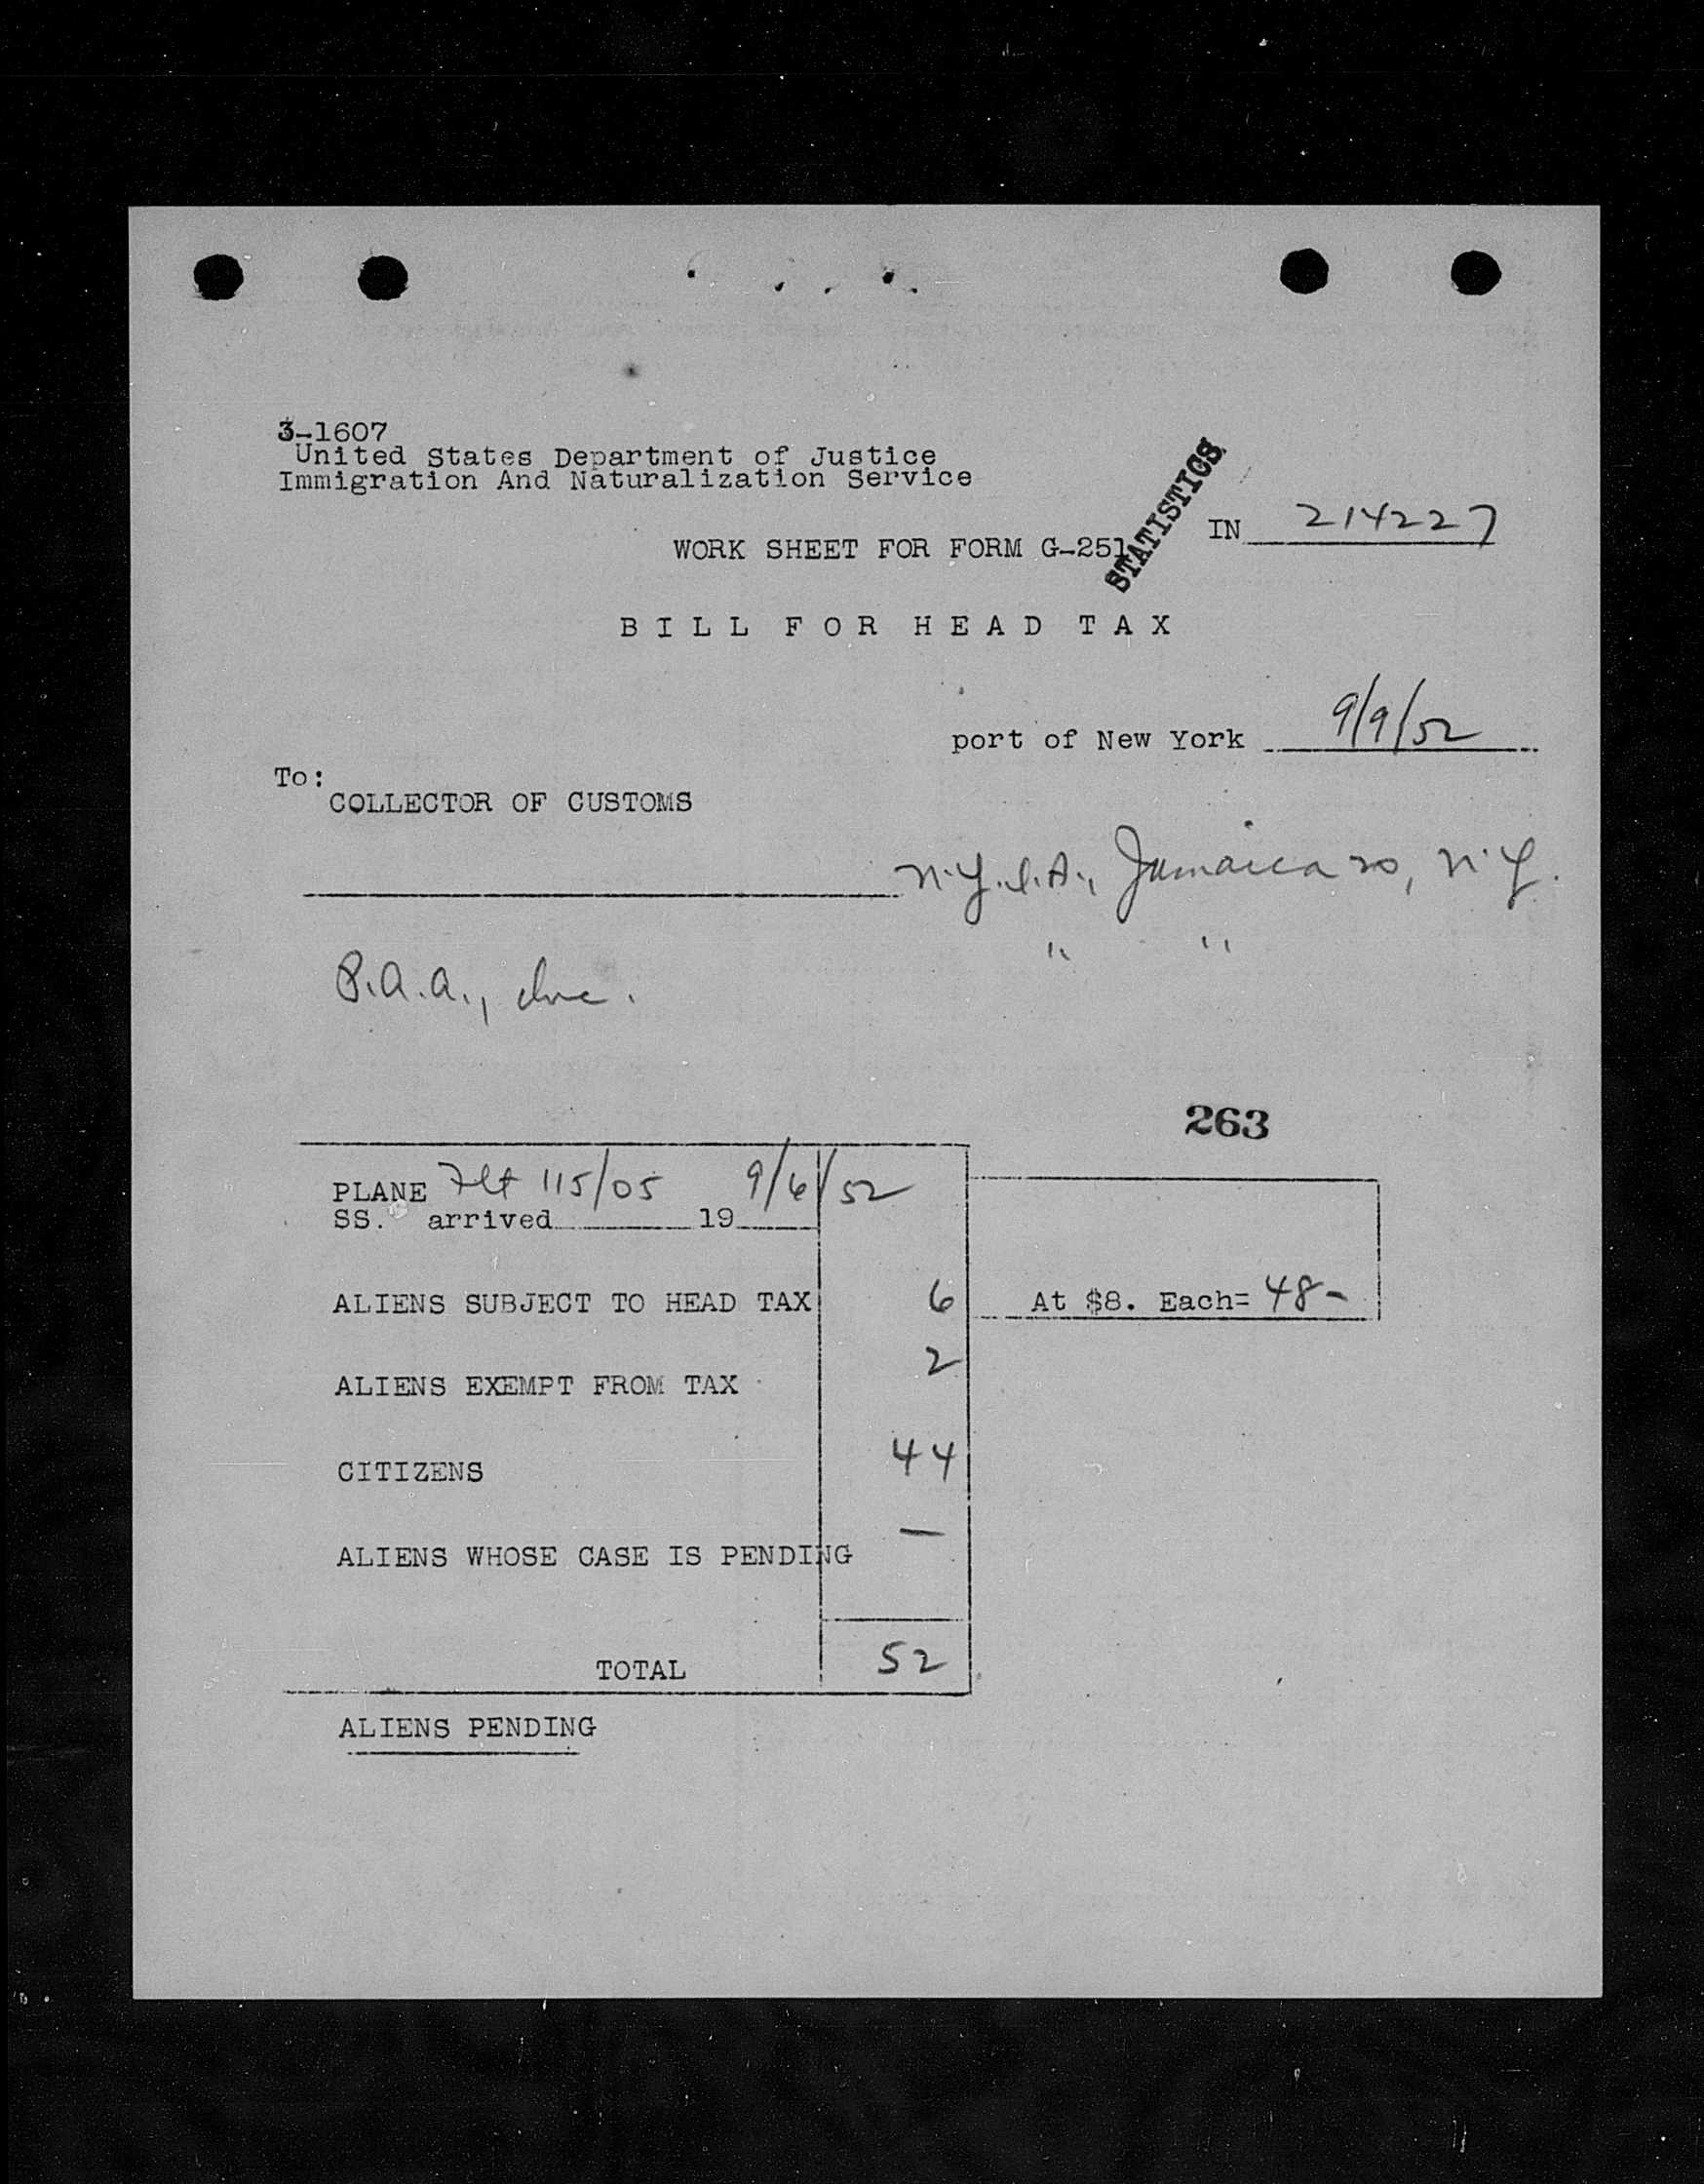 3-1607
United States Department of Justice
Immigration And Naturalization Service
STATISTICS
IN 214227
WORK SHEET FOR FORM G-251
BILL FOR HEAD TAX
port of New York 9/9/52
To:
COLLECTOR OF CUSTOMS
N.Y.I.A., Jamaica 20, N.Y.
" "
P.A.A., Inc.
263
PLANE Flt 115/05 9/6/52
SS. arrived 19
ALIENS SUBJECT TO HEAD TAX 6 At $8. Each= 48-
ALIENS EXEMPT FROM TAX 2
CITIZENS 44
ALIENS WHOSE CASE IS PENDING —
TOTAL 52
ALIENS PENDING